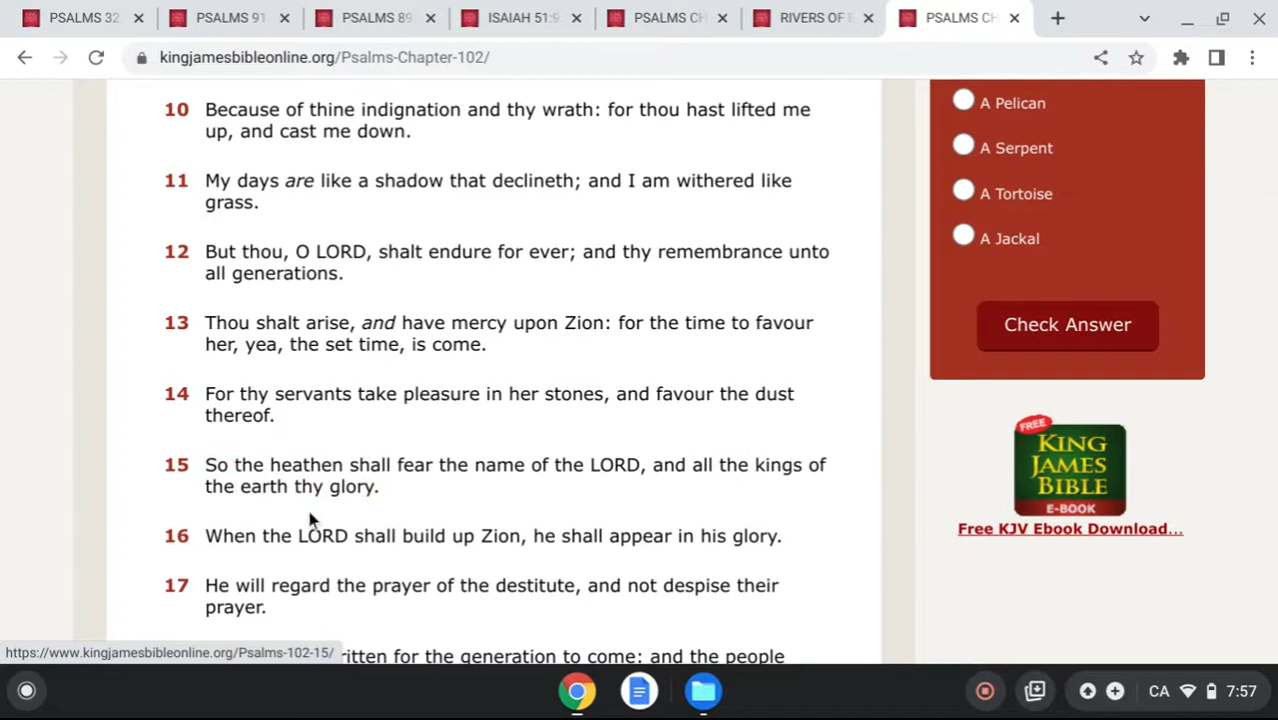 PSALMS 32
PSALMS 91
PSALMS 89
ISAIAH 51:9
PSALMS CH
RIVERS OF E
PSALMS CH
kingjamesbibleonline.org/Psalms-Chapter-102/
10 Because of thine indignation and thy wrath: for thou hast lifted me
up, and cast me down.
11 My days are like a shadow that declineth; and I am withered like
grass.
12 But thou, O LORD, shalt endure for ever; and thy remembrance unto
all generations.
13 Thou shalt arise, and have mercy upon Zion: for the time to favour
her, yea, the set time, is come.
14 For thy servants take pleasure in her stones, and favour the dust
thereof.
15 So the heathen shall fear the name of the LORD, and all the kings of
the earth thy glory.
16 When the LORD shall build up Zion, he shall appear in his glory.
17 He will regard the prayer of the destitute, and not despise their
prayer.
ritten for the generation to come: and the people
A Pelican
A Serpent
A Tortoise
A Jackal
Check Answer
FREE
KING
JAMES
BIBLE
E-BOOK
Free KJV Ebook Download...
https://www.kingjamesbibleonline.org/Psalms-102-15/
CA 7:57